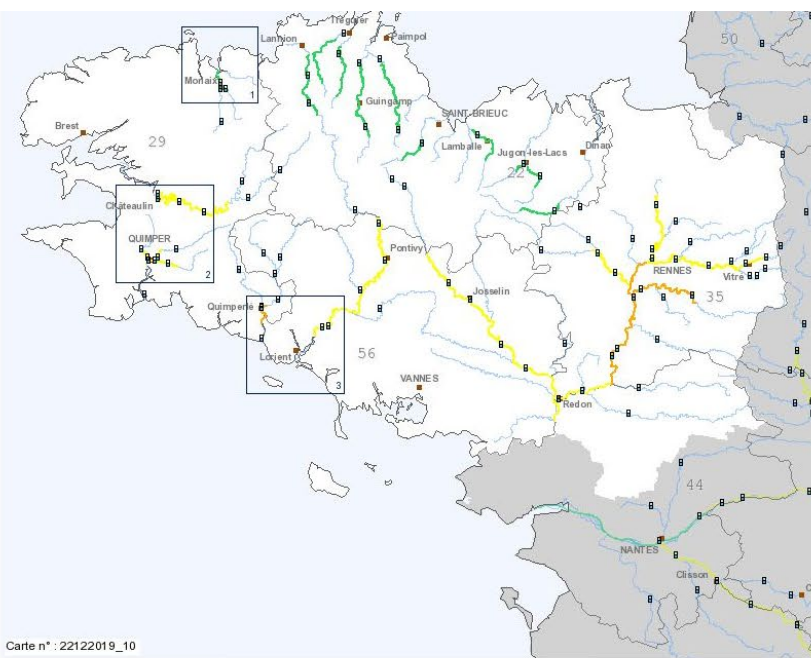 50
Tréguier
Lannion
Paimpol
Morlaix
1
Guingamp
SAINT-BRIEUC
Brest
29
Lamballe
Dinan
Jugon-les-Lacs
22
Châteaulin
QUIMPER
2
Pontivy
RENNES
Vitré
Josselin
35
Quimperlé
Lorient
56
3
VANNES
Redon
44
NANTES
Clisson
Carte n° : 22122019_10